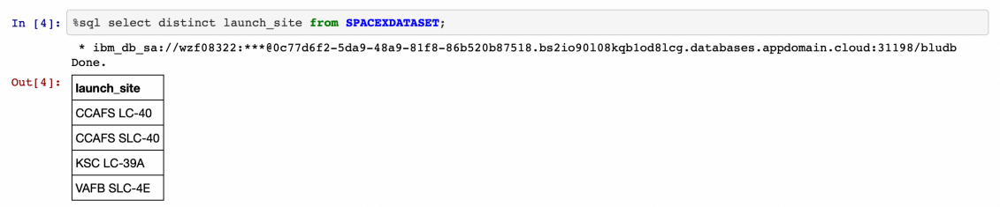 In [4]: %sql select distinct launch_site from SPACEXDATASET;
* ibm_db_sa://wzf08322:***@0c77d6f2-5da9-48a9-81f8-86b520b87518.bs2io90l08kqb1od8lcg.databases.appdomain.cloud:31198/bludb
Done.
Out[4]: launch_site
CCAFS LC-40
CCAFS SLC-40
KSC LC-39A
VAFB SLC-4E